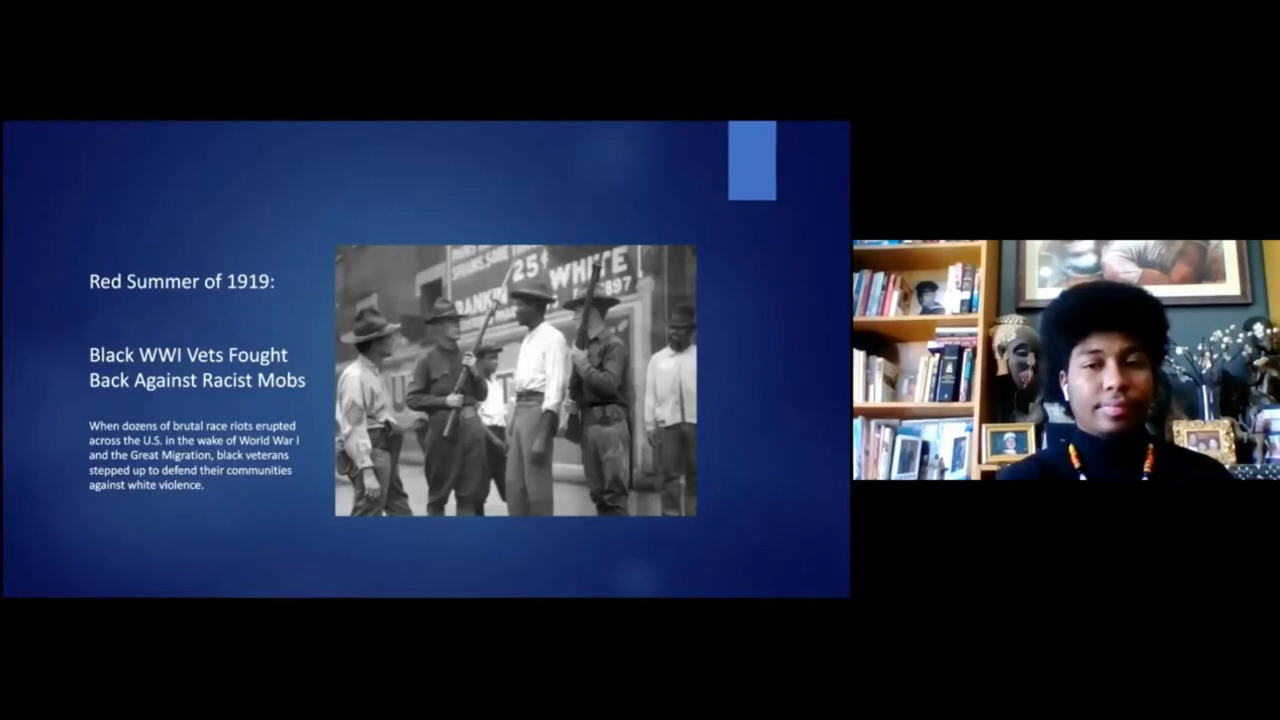 Red Summer of 1919:
Black WWI Vets Fought
Back Against Racist Mobs
When dozens of brutal race riots erupted
across the U.S. in the wake of World War I
and the Great Migration, black veterans
stepped up to defend their communities
against white violence.
25¢
WHITE
1897